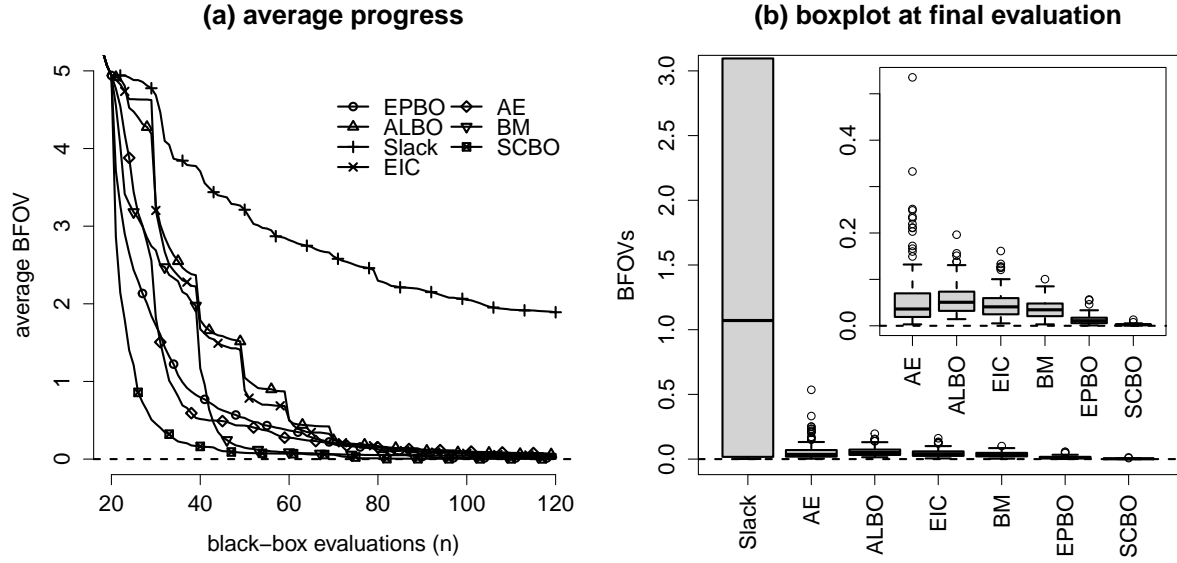 (a) average progress
average BFOV
5
4
3
2
1
0
20
40
60
80
100
120
black−box evaluations (n)
EPBO
ALBO
Slack
EIC
AE
BM
SCBO
(b) boxplot at final evaluation
BFOVs
3.0
2.5
2.0
1.5
1.0
0.5
0.0
Slack
AE
ALBO
EIC
BM
EPBO
SCBO
0.4
0.2
0.0
AE
ALBO
EIC
BM
EPBO
SCBO